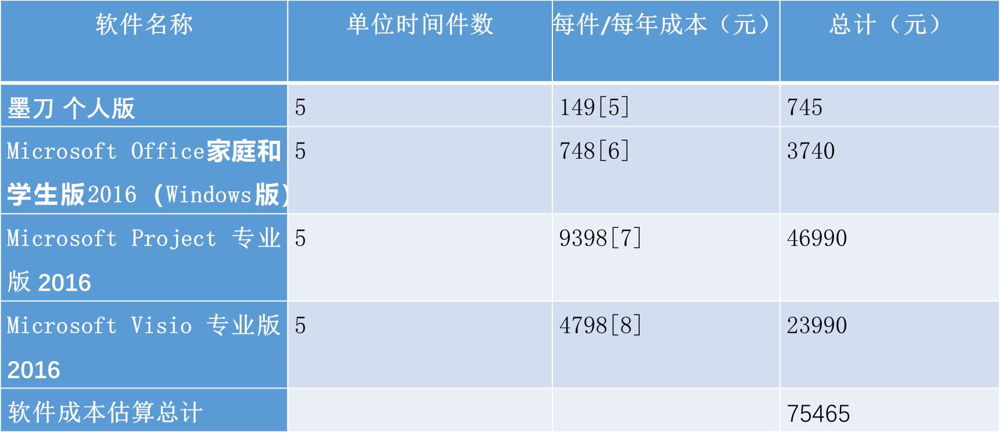 软件名称 单位时间件数 每件/每年成本（元） 总计（元）
墨刀 个人版 5 149[5] 745
Microsoft Office家庭和 5 748[6] 3740
学生版2016（Windows版)
Microsoft Project 专业 5 9398[7] 46990
版 2016
Microsoft Visio 专业版 5 4798[8] 23990
2016
软件成本估算总计 75465